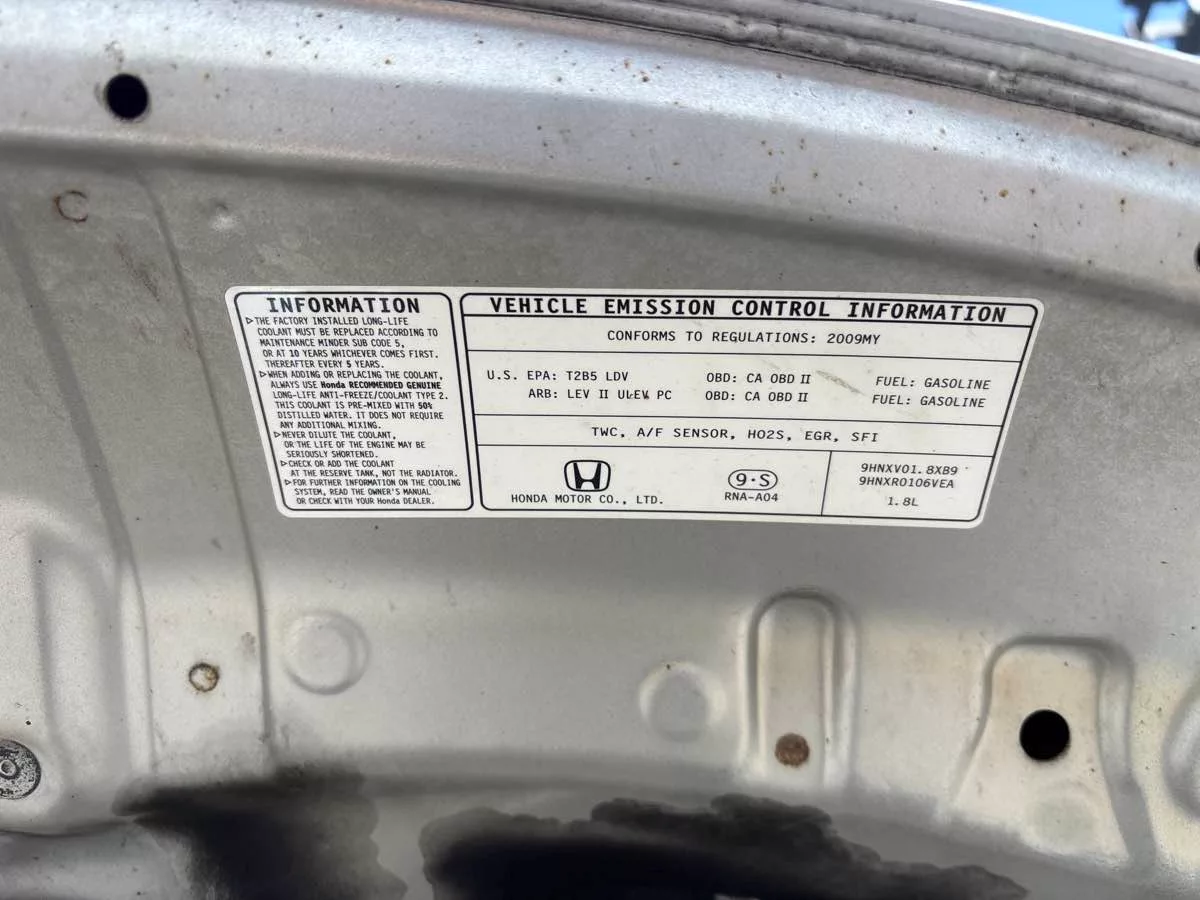 INFORMATION
▷THE FACTORY INSTALLED LONG-LIFE
COOLANT MUST BE REPLACED ACCORDING TO
MAINTENANCE MINDER SUB CODE 5,
OR AT 10 YEARS WHICHEVER COMES FIRST.
THEREAFTER EVERY 5 YEARS.
▷WHEN ADDING OR REPLACING THE COOLANT,
ALWAYS USE Honda RECOMMENDED GENUINE
LONG-LIFE ANTI-FREEZE/COOLANT TYPE 2.
THIS COOLANT IS PRE-MIXED WITH 50%
DISTILLED WATER. IT DOES NOT REQUIRE
ANY ADDITIONAL MIXING.
▷NEVER DILUTE THE COOLANT,
OR THE LIFE OF THE ENGINE MAY BE
SERIOUSLY SHORTENED.
▷CHECK OR ADD THE COOLANT
AT THE RESERVE TANK, NOT THE RADIATOR.
▷FOR FURTHER INFORMATION ON THE COOLING
SYSTEM, READ THE OWNER'S MANUAL
OR CHECK WITH YOUR Honda DEALER.
VEHICLE EMISSION CONTROL INFORMATION
CONFORMS TO REGULATIONS: 2009MY
U.S. EPA: T2B5 LDV OBD: CA OBD II FUEL: GASOLINE
ARB: LEV II ULEV PC OBD: CA OBD II FUEL: GASOLINE
TWC, A/F SENSOR, HO2S, EGR, SFI
HONDA MOTOR CO., LTD.
9·S
RNA-A04
9HNXV01.8XB9
9HNXR0106VEA
1.8L